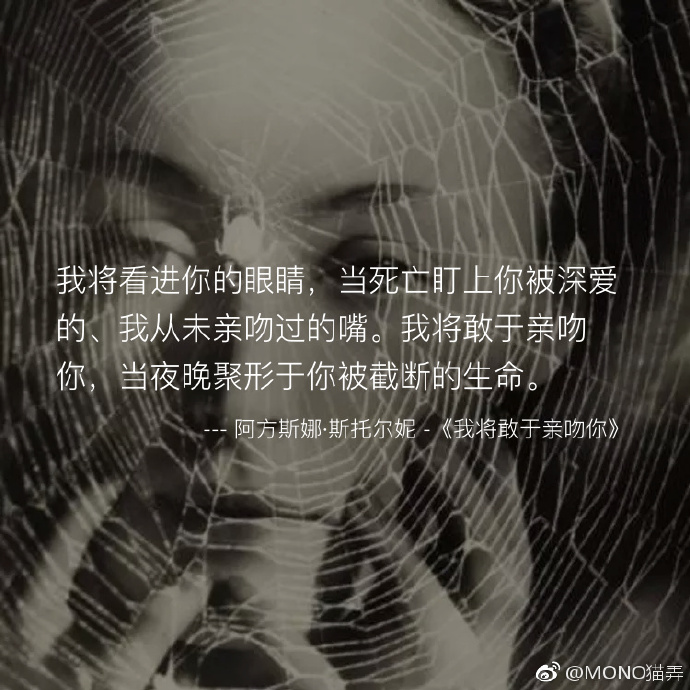 我将看进你的眼睛，当死亡盯上你被深爱
的、我从未亲吻过的嘴。我将敢于亲吻
你，当夜晚聚形于你被截断的生命。
--- 阿方斯娜·斯托尔妮 -《我将敢于亲吻你》
@MONO猫弄